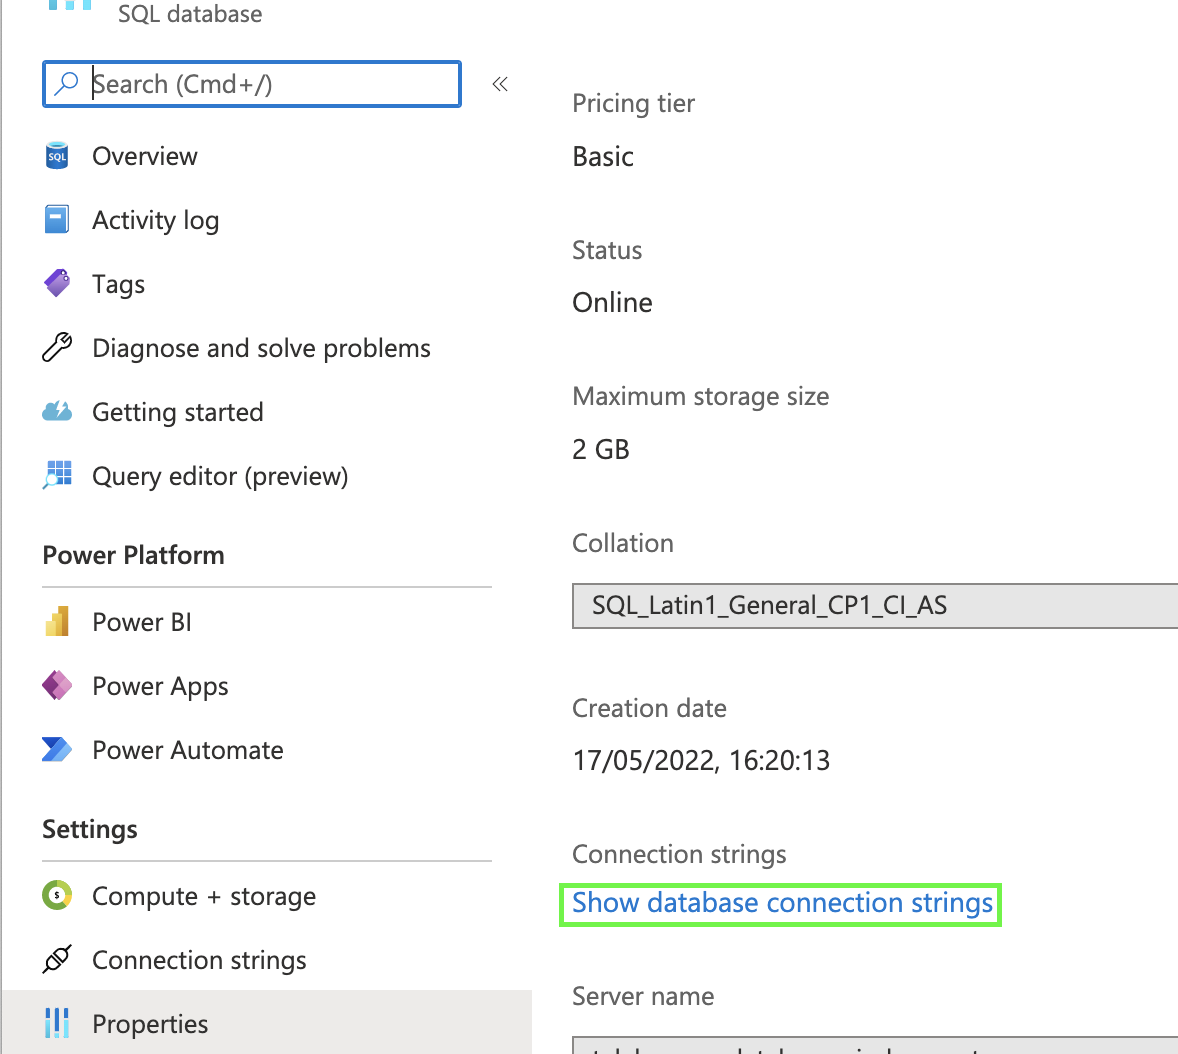 SQL database
Search (Cmd+/)
«
Overview
Activity log
Tags
Diagnose and solve problems
Getting started
Query editor (preview)
Power Platform
Power BI
Power Apps
Power Automate
Settings
Compute + storage
Connection strings
Properties
Pricing tier
Basic
Status
Online
Maximum storage size
2 GB
Collation
SQL_Latin1_General_CP1_CI_AS
Creation date
17/05/2022, 16:20:13
Connection strings
Show database connection strings
Server name